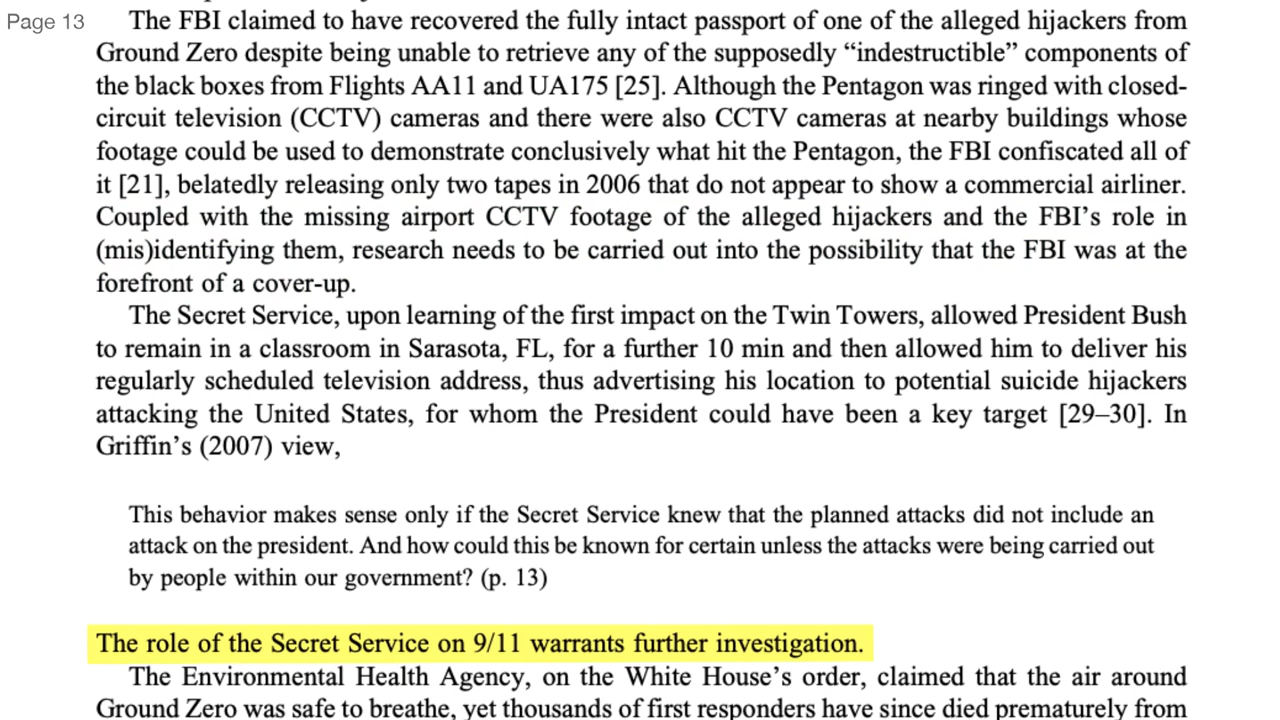 Page 13
The FBI claimed to have recovered the fully intact passport of one of the alleged hijackers from
Ground Zero despite being unable to retrieve any of the supposedly “indestructible” components of
the black boxes from Flights AA11 and UA175 [25]. Although the Pentagon was ringed with closed-
circuit television (CCTV) cameras and there were also CCTV cameras at nearby buildings whose
footage could be used to demonstrate conclusively what hit the Pentagon, the FBI confiscated all of
it [21], belatedly releasing only two tapes in 2006 that do not appear to show a commercial airliner.
Coupled with the missing airport CCTV footage of the alleged hijackers and the FBI’s role in
(mis)identifying them, research needs to be carried out into the possibility that the FBI was at the
forefront of a cover-up.
The Secret Service, upon learning of the first impact on the Twin Towers, allowed President Bush
to remain in a classroom in Sarasota, FL, for a further 10 min and then allowed him to deliver his
regularly scheduled television address, thus advertising his location to potential suicide hijackers
attacking the United States, for whom the President could have been a key target [29–30]. In
Griffin’s (2007) view,
This behavior makes sense only if the Secret Service knew that the planned attacks did not include an
attack on the president. And how could this be known for certain unless the attacks were being carried out
by people within our government? (p. 13)
The role of the Secret Service on 9/11 warrants further investigation.
The Environmental Health Agency, on the White House’s order, claimed that the air around
Ground Zero was safe to breathe, yet thousands of first responders have since died prematurely from